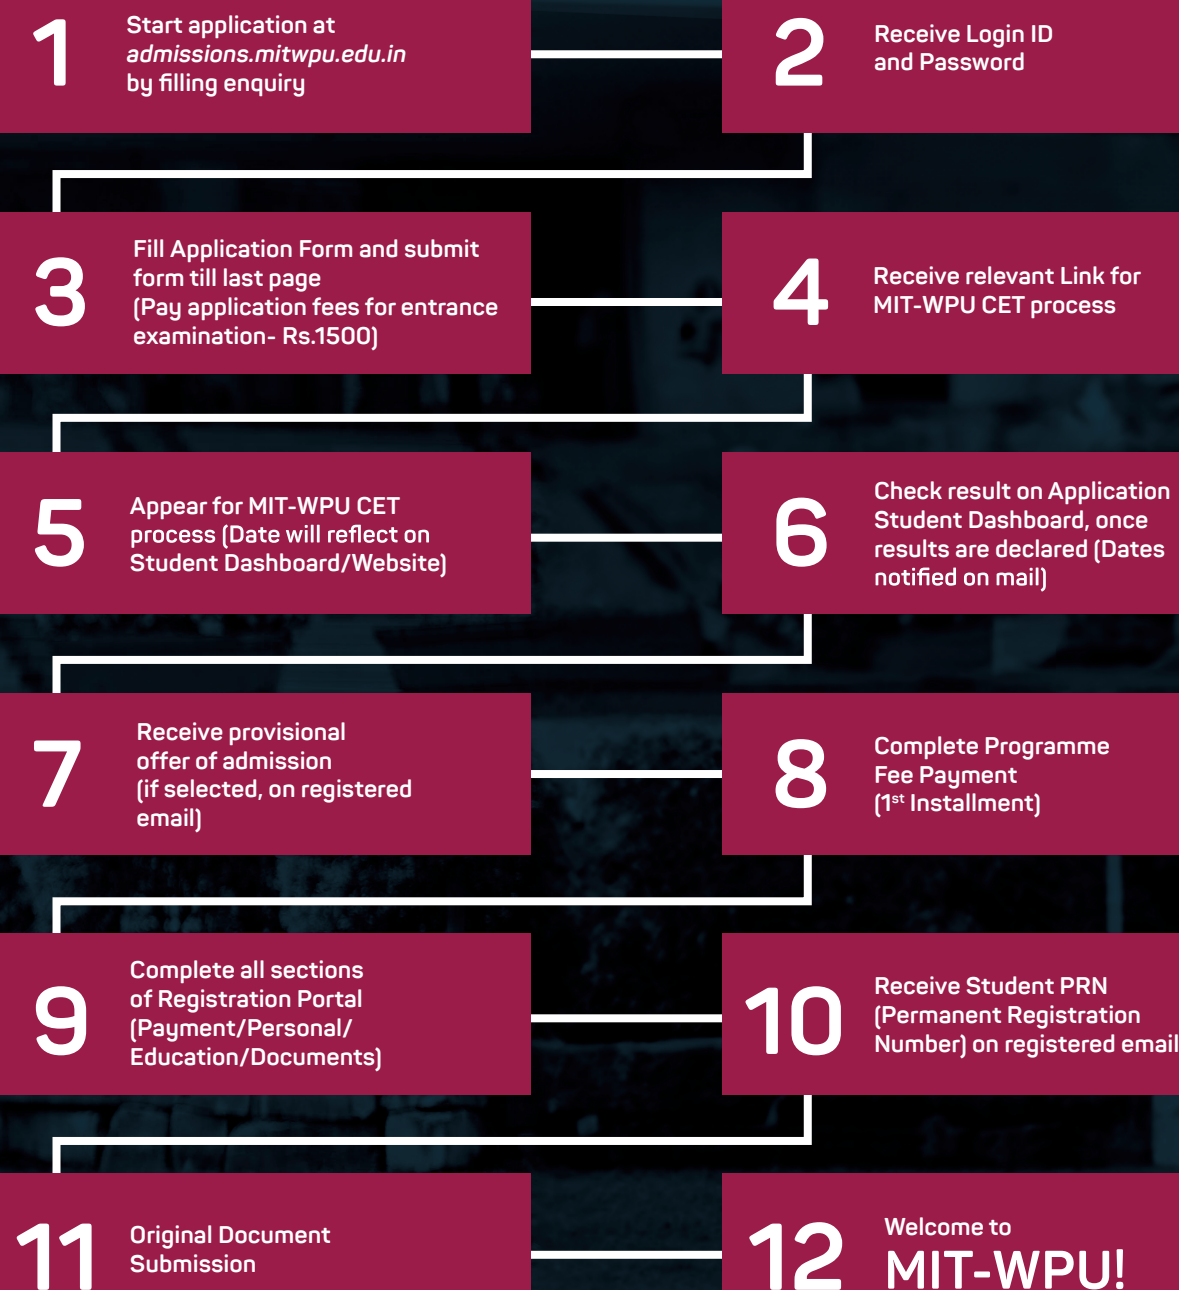 1
Start application at
admissions.mitwpu.edu.in
by filling enquiry
2
Receive Login ID
and Password
3
Fill Application Form and submit
form till last page
(Pay application fees for entrance
examination- Rs.1500)
4
Receive relevant Link for
MIT-WPU CET process
5
Appear for MIT-WPU CET
process (Date will reflect on
Student Dashboard/Website)
6
Check result on Application
Student Dashboard, once
results are declared (Dates
notified on mail)
7
Receive provisional
offer of admission
(if selected, on registered
email)
8
Complete Programme
Fee Payment
(1st Installment)
9
Complete all sections
of Registration Portal
(Payment/Personal/
Education/Documents)
10
Receive Student PRN
(Permanent Registration
Number) on registered email
11
Original Document
Submission
12
Welcome to
MIT-WPU!